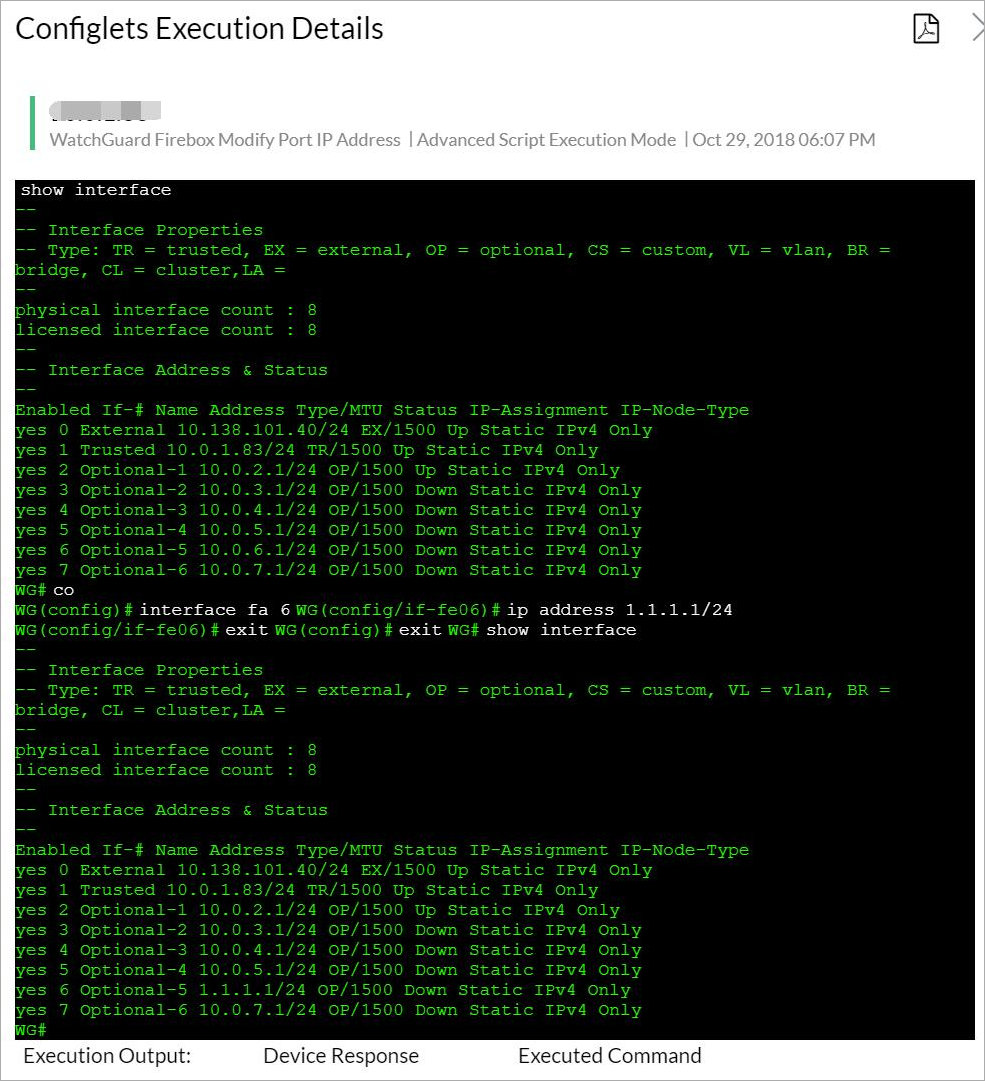 Configlets Execution Details
WatchGuard Firebox Modify Port IP Address | Advanced Script Execution Mode | Oct 29, 2018 06:07 PM
show interface
--
-- Interface Properties
-- Type: TR = trusted, EX = external, OP = optional, CS = custom, VL = vlan, BR =
bridge, CL = cluster,LA =
--
physical interface count : 8
licensed interface count : 8
--
-- Interface Address & Status
--
Enabled If-# Name Address Type/MTU Status IP-Assignment IP-Node-Type
yes 0 External 10.138.101.40/24 EX/1500 Up Static IPv4 Only
yes 1 Trusted 10.0.1.83/24 TR/1500 Up Static IPv4 Only
yes 2 Optional-1 10.0.2.1/24 OP/1500 Up Static IPv4 Only
yes 3 Optional-2 10.0.3.1/24 OP/1500 Down Static IPv4 Only
yes 4 Optional-3 10.0.4.1/24 OP/1500 Down Static IPv4 Only
yes 5 Optional-4 10.0.5.1/24 OP/1500 Down Static IPv4 Only
yes 6 Optional-5 10.0.6.1/24 OP/1500 Down Static IPv4 Only
yes 7 Optional-6 10.0.7.1/24 OP/1500 Down Static IPv4 Only
WG# co
WG(config)# interface fa 6 WG(config/if-fe06)# ip address 1.1.1.1/24
WG(config/if-fe06)# exit WG(config)# exit WG# show interface
--
-- Interface Properties
-- Type: TR = trusted, EX = external, OP = optional, CS = custom, VL = vlan, BR =
bridge, CL = cluster,LA =
--
physical interface count : 8
licensed interface count : 8
--
-- Interface Address & Status
--
Enabled If-# Name Address Type/MTU Status IP-Assignment IP-Node-Type
yes 0 External 10.138.101.40/24 EX/1500 Up Static IPv4 Only
yes 1 Trusted 10.0.1.83/24 TR/1500 Up Static IPv4 Only
yes 2 Optional-1 10.0.2.1/24 OP/1500 Up Static IPv4 Only
yes 3 Optional-2 10.0.3.1/24 OP/1500 Down Static IPv4 Only
yes 4 Optional-3 10.0.4.1/24 OP/1500 Down Static IPv4 Only
yes 5 Optional-4 10.0.5.1/24 OP/1500 Down Static IPv4 Only
yes 6 Optional-5 1.1.1.1/24 OP/1500 Down Static IPv4 Only
yes 7 Optional-6 10.0.7.1/24 OP/1500 Down Static IPv4 Only
WG#
Execution Output: Device Response Executed Command